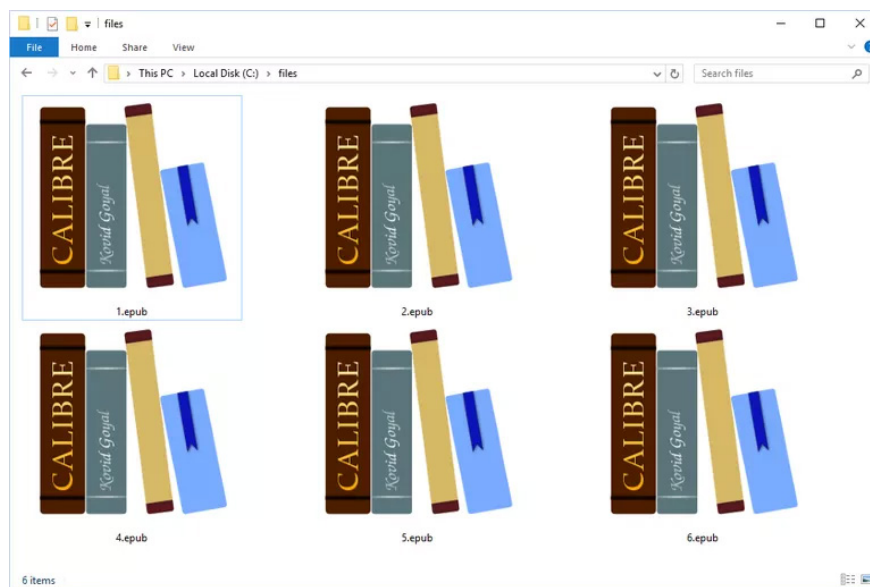 files
File Home Share View
This PC > Local Disk (C:) > files
Search files
CALIBRE Kovid Goyal
CALIBRE Kovid Goyal
CALIBRE Kovid Goyal
1.epub 2.epub 3.epub
CALIBRE Kovid Goyal
CALIBRE Kovid Goyal
CALIBRE Kovid Goyal
4.epub 5.epub 6.epub
6 items